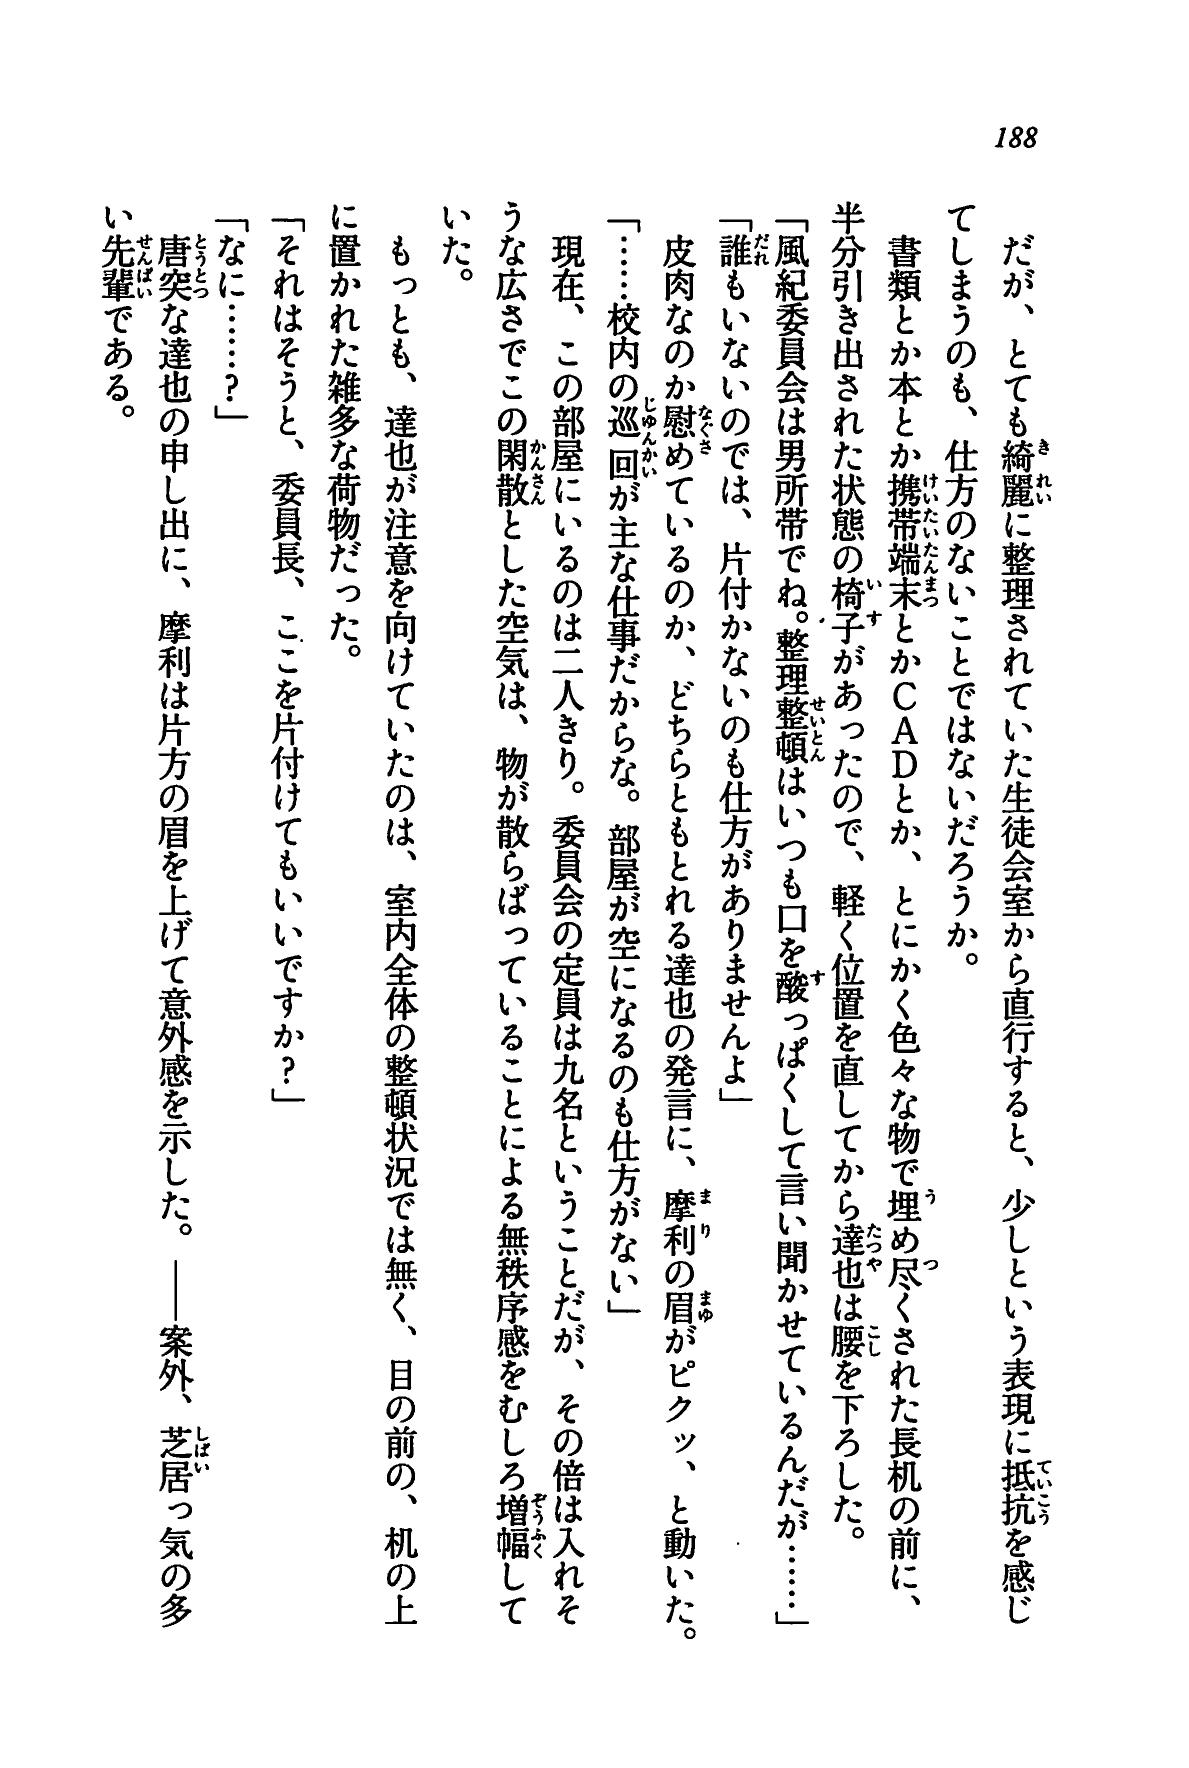 188
だが、とても綺麗に整理されていた生徒会室から直行すると、少しという表現に抵抗を感じ
てしまうのも、仕方のないことではないだろうか。
書類とか本とか携帯端末とかＣＡＤとか、とにかく色々な物で埋め尽くされた長机の前に、
半分引き出された状態の椅子があったので、軽く位置を直してから達也は腰を下ろした。
「風紀委員会は男所帯でね。整理整頓はいつも口を酸っぱくして言い聞かせているんだが……」
「誰もいないのでは、片付かないのも仕方がありませんよ」
皮肉なのか慰めているのか、どちらともとれる達也の発言に、摩利の眉がピクッ、と動いた。
「……校内の巡回が主な仕事だからな。部屋が空になるのも仕方がない」
現在、この部屋にいるのは二人きり。委員会の定員は九名ということだが、その倍は入れそ
うな広さでこの閑散とした空気は、物が散らばっていることによる無秩序感をむしろ増幅して
いた。
もっとも、達也が注意を向けていたのは、室内全体の整頓状況では無く、目の前の、机の上
に置かれた雑多な荷物だった。
「それはそうと、委員長、ここを片付けてもいいですか？」
「なに……？」
唐突な達也の申し出に、摩利は片方の眉を上げて意外感を示した。――案外、芝居っ気の多
い先輩である。